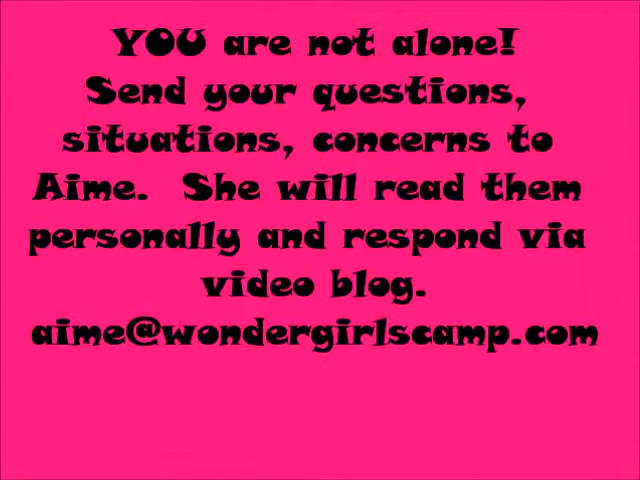 YOU are not alone!
Send your questions,
situations, concerns to
Aime.  She will read them
personally and respond via
video blog.
aime@wondergirlscamp.com